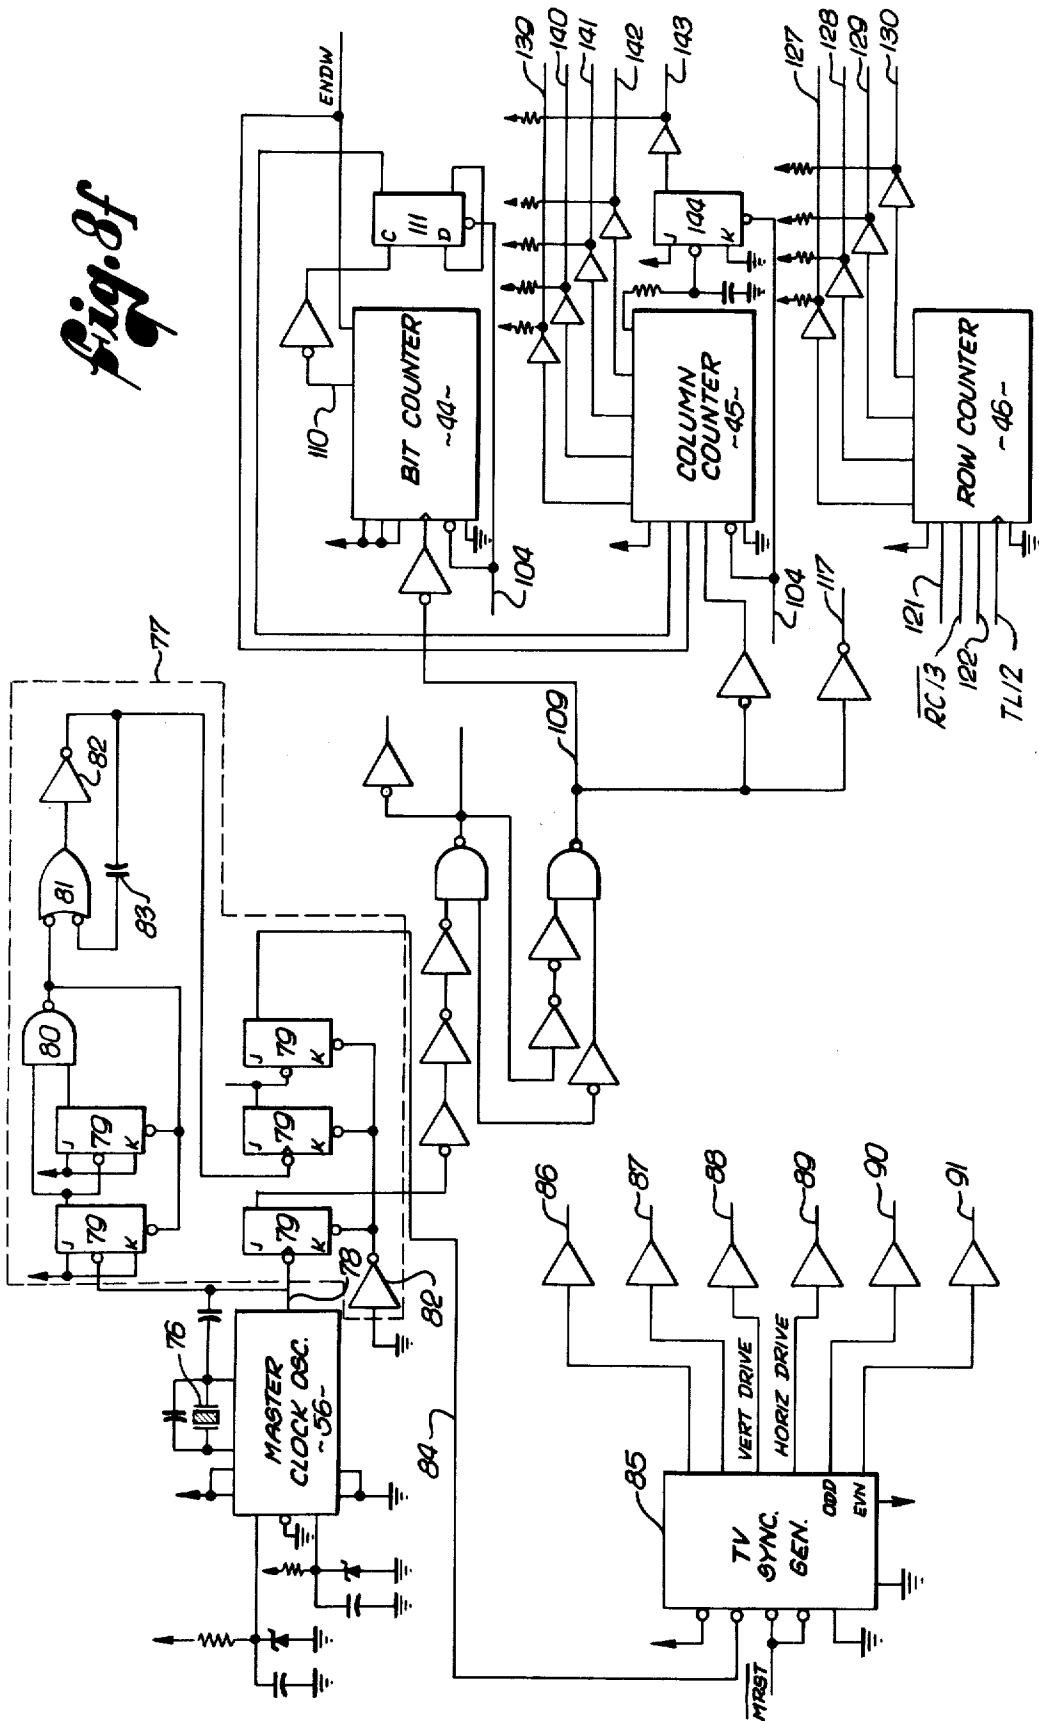 Fig. 8f
77
82
81
83
80
J
79
K
J
79
K
J
79
K
J
79
K
J
79
K
78
82
76
MASTER
CLOCK OSC.
~56~
84
85
TV
SYNC.
GEN.
ODD
EVN
MRST
VERT DRIVE
HORIZ DRIVE
86
87
88
89
90
91
109
117
ENDW
C
111
D
110
BIT COUNTER
~44~
104
139
140
141
142
143
J
144
K
COLUMN
COUNTER
~45~
104
127
128
129
130
ROW COUNTER
~46~
121
RC13
122
TL12